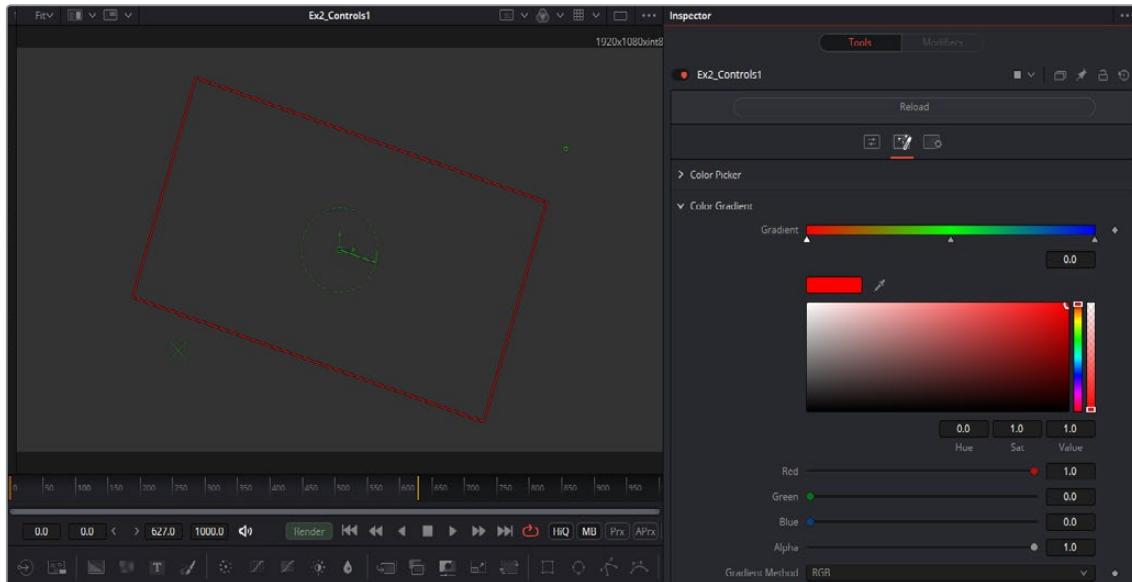 Fit
Ex2_Controls1
Inspector
1920x1080xint8
Tools
Modifiers
Ex2_Controls1
Reload
Color Picker
Color Gradient
Gradient
0.0
0.0 1.0 1.0
Hue Sat Value
Red 1.0
Green 0.0
Blue 0.0
Alpha 1.0
Gradient Method RGB
0 50 100 150 200 250 300 350 400 450 500 550 600 650 700 750 800 850 900 950
0.0 0.0 627.0 1000.0 Render HiQ MB Prx APrx
T